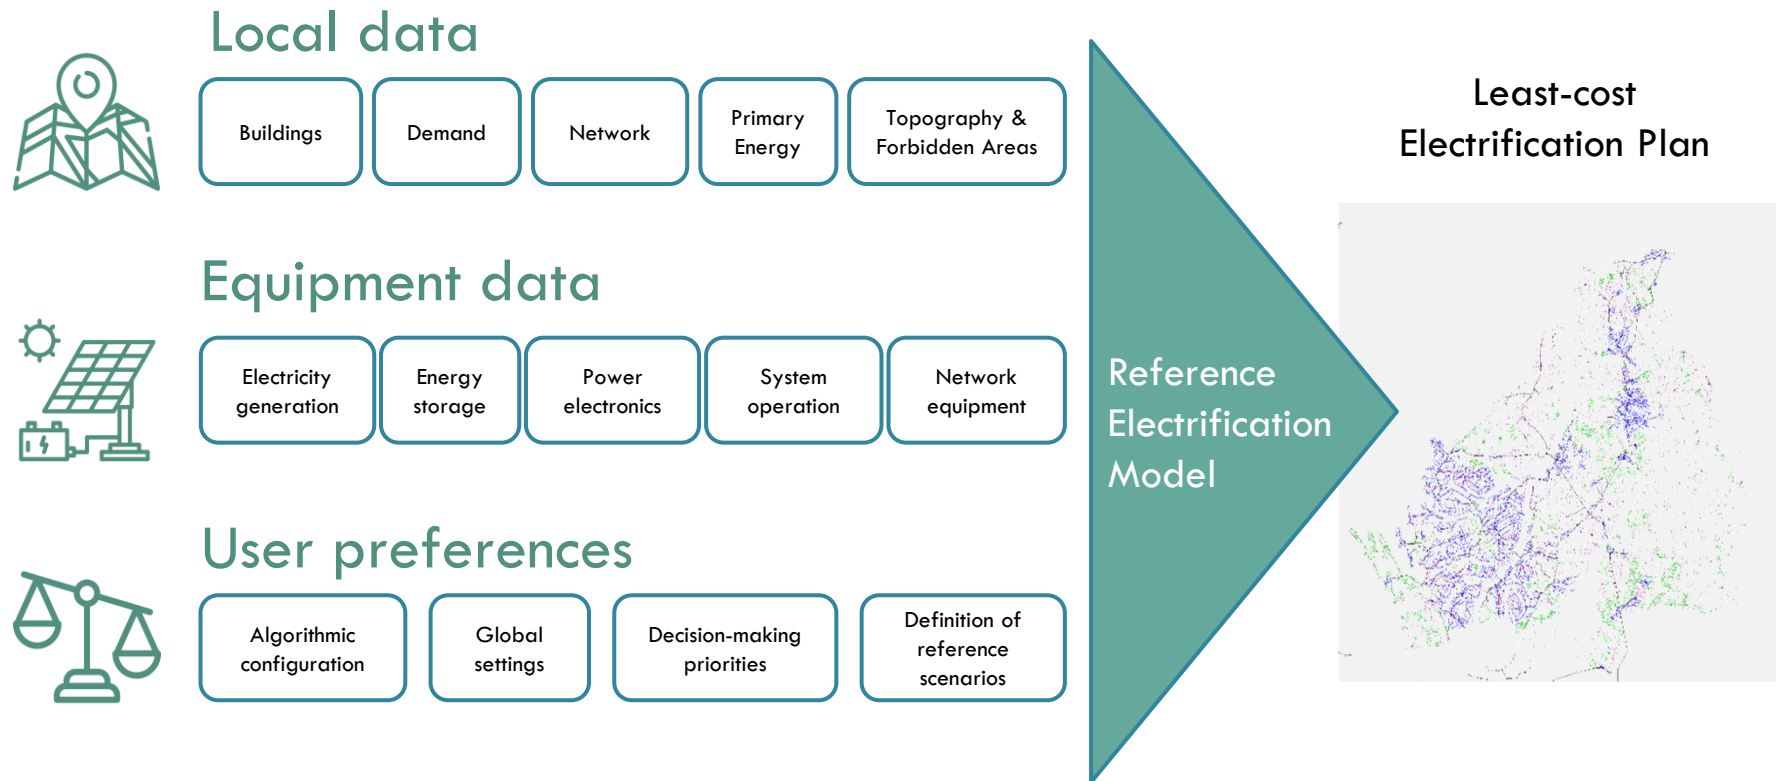 Local data
Buildings
Demand
Network
Primary
Energy
Topography &
Forbidden Areas
Equipment data
Electricity
generation
Energy
storage
Power
electronics
System
operation
Network
equipment
User preferences
Algorithmic
configuration
Global
settings
Decision-making
priorities
Definition of
reference
scenarios
Reference
Electrification
Model
Least-cost
Electrification Plan